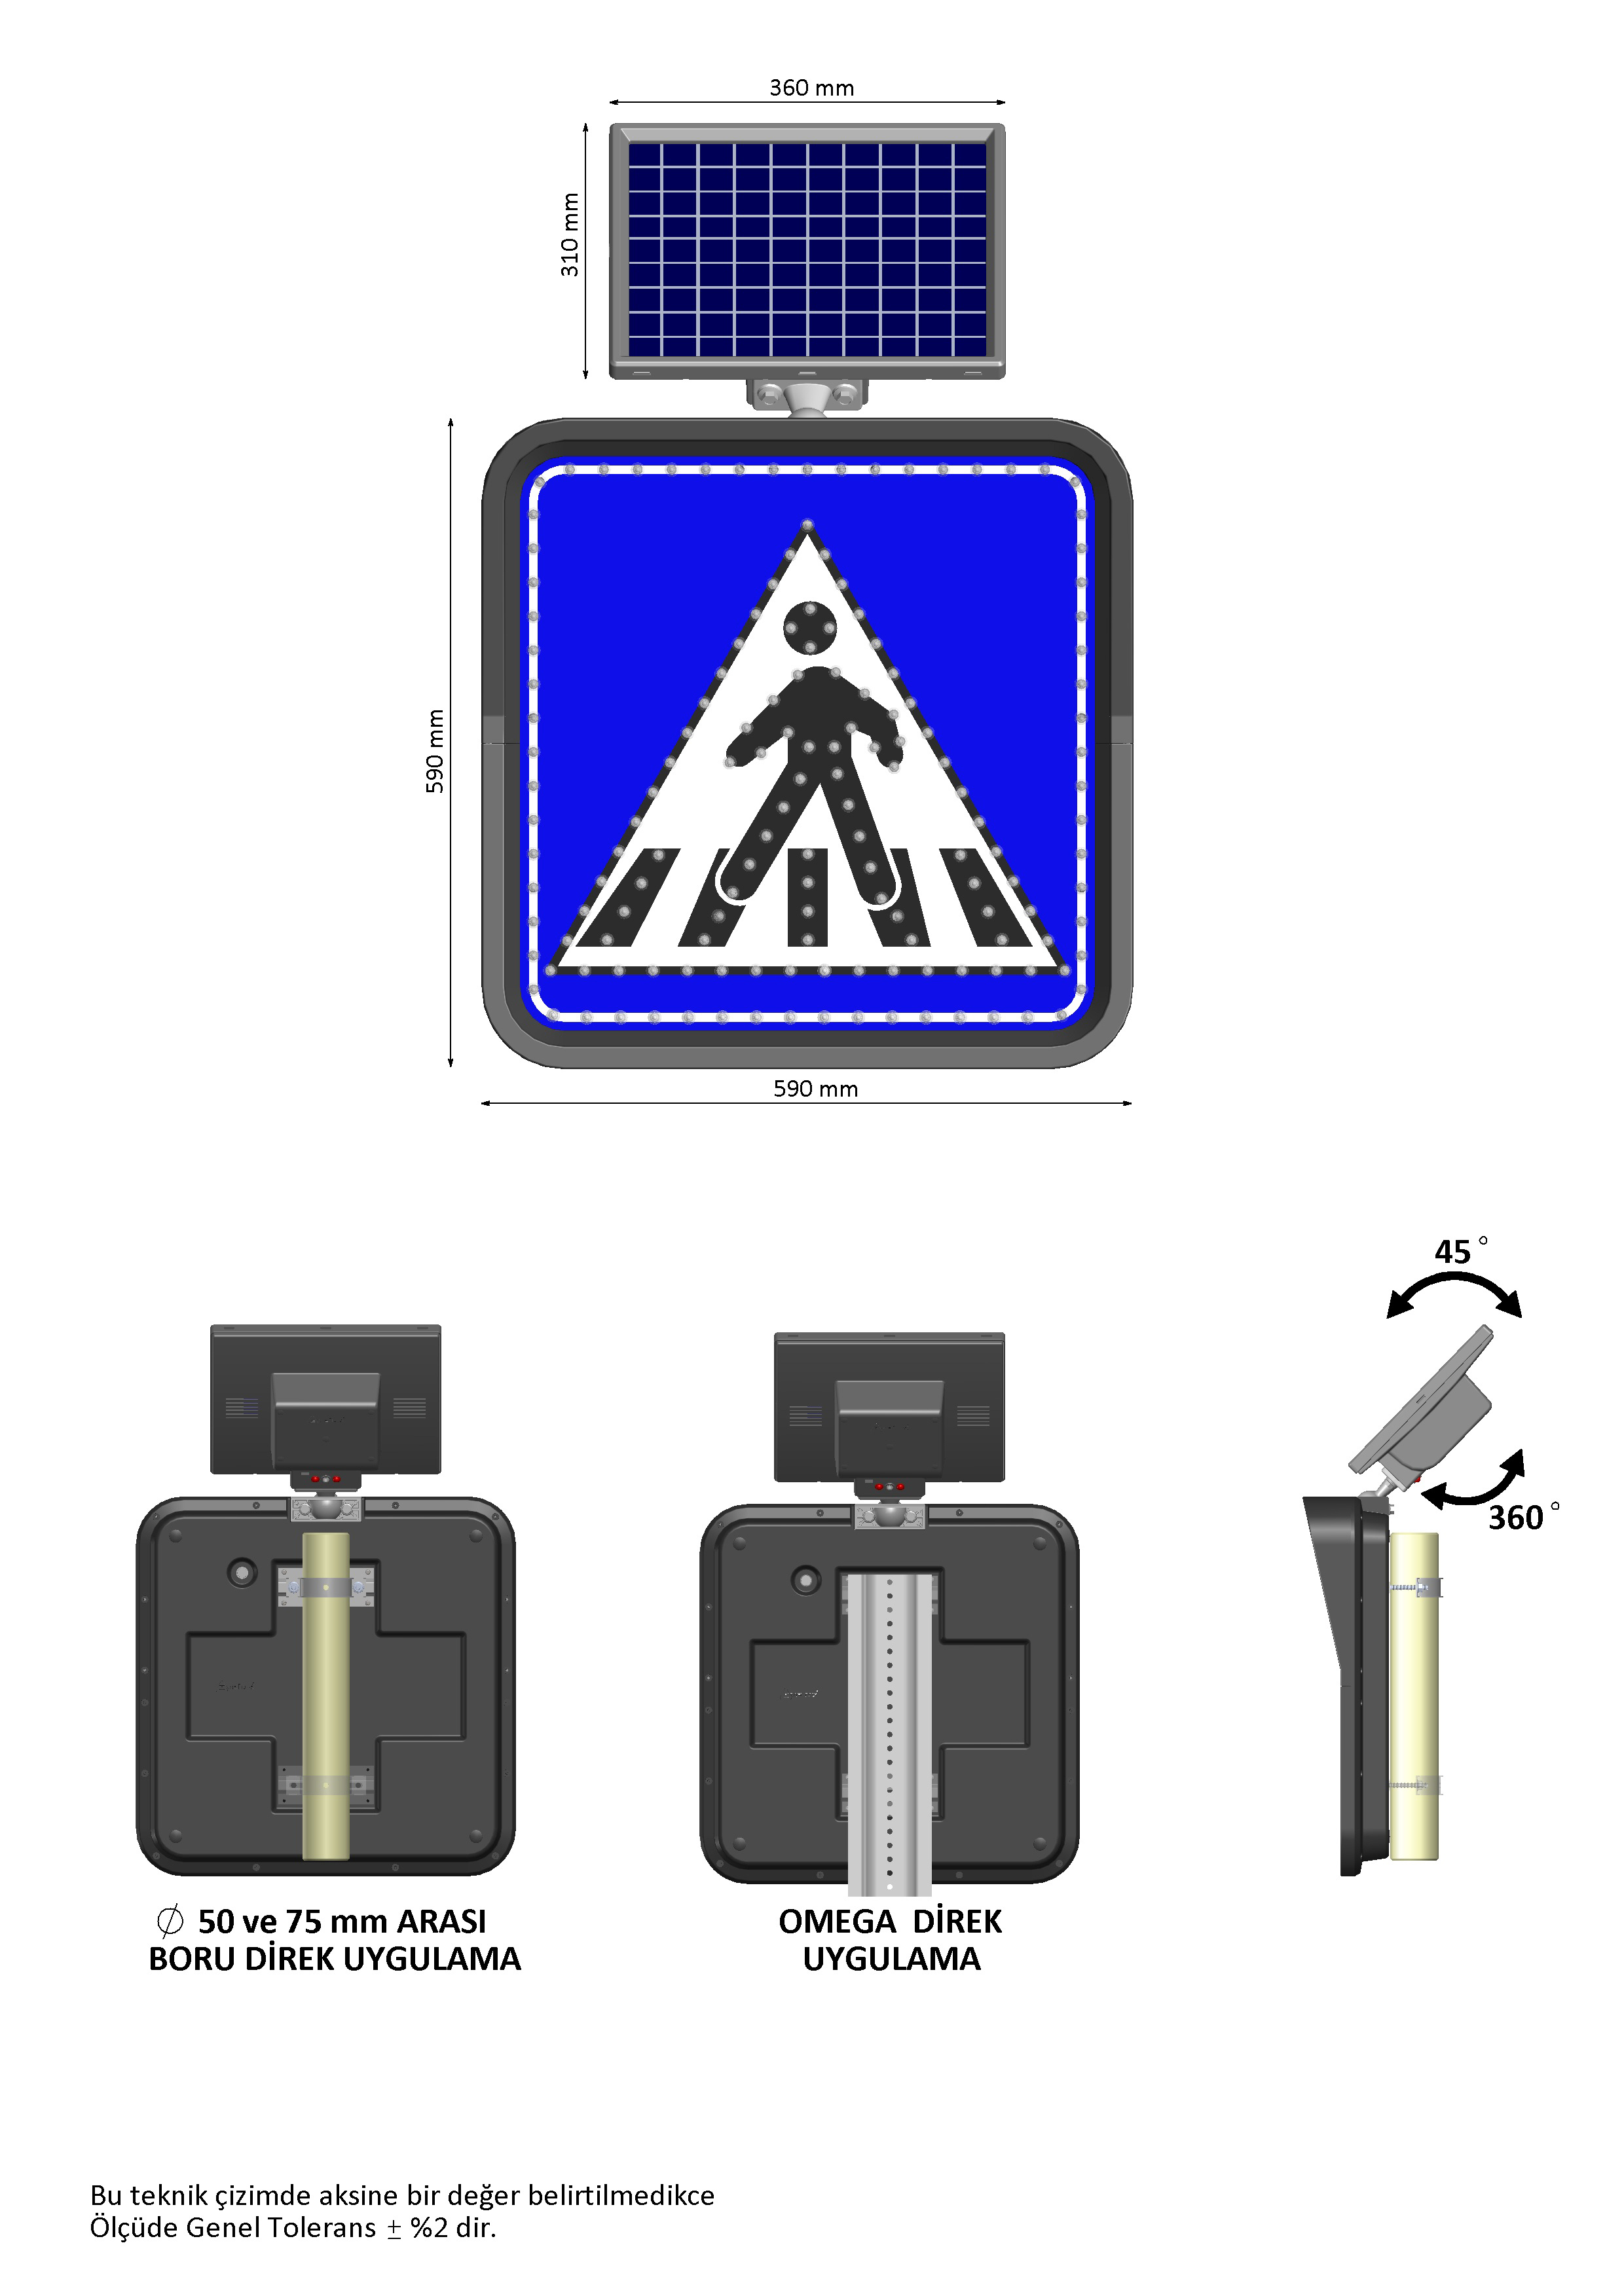 360 mm
310 mm
590 mm
590 mm
45°
360°
∅ 50 ve 75 mm ARASI
BORU DİREK UYGULAMA
OMEGA DİREK
UYGULAMA
Bu teknik çizimde aksine bir değer belirtilmedikce
Ölçüde Genel Tolerans ± %2 dir.